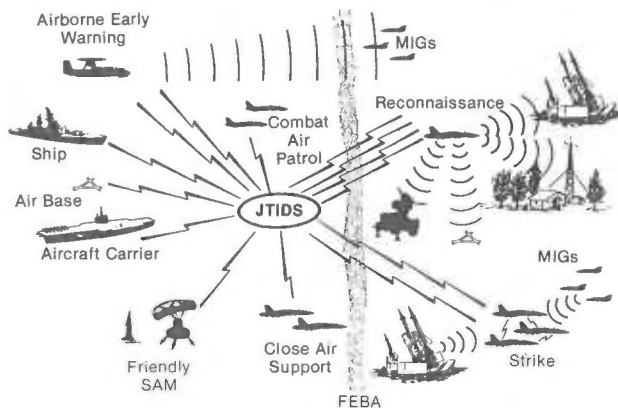 Airborne Early
Warning
MIGs
Reconnaissance
Combat
Air
Patrol
Ship
Air Base
JTIDS
Aircraft Carrier
MIGs
Friendly
SAM
Close Air
Support
Strike
FEBA